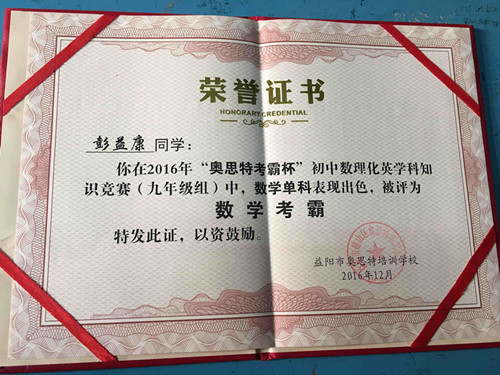 荣誉证书
HONORARY CREDENTIAL
彭益康 同学：
你在2016年“奥思特考霸杯”初中数理化英学科知
识竞赛（九年级组）中，数学单科表现出色，被评为
数学考霸
特发此证，以资鼓励。
益阳市奥思特培训学校
2016年12月